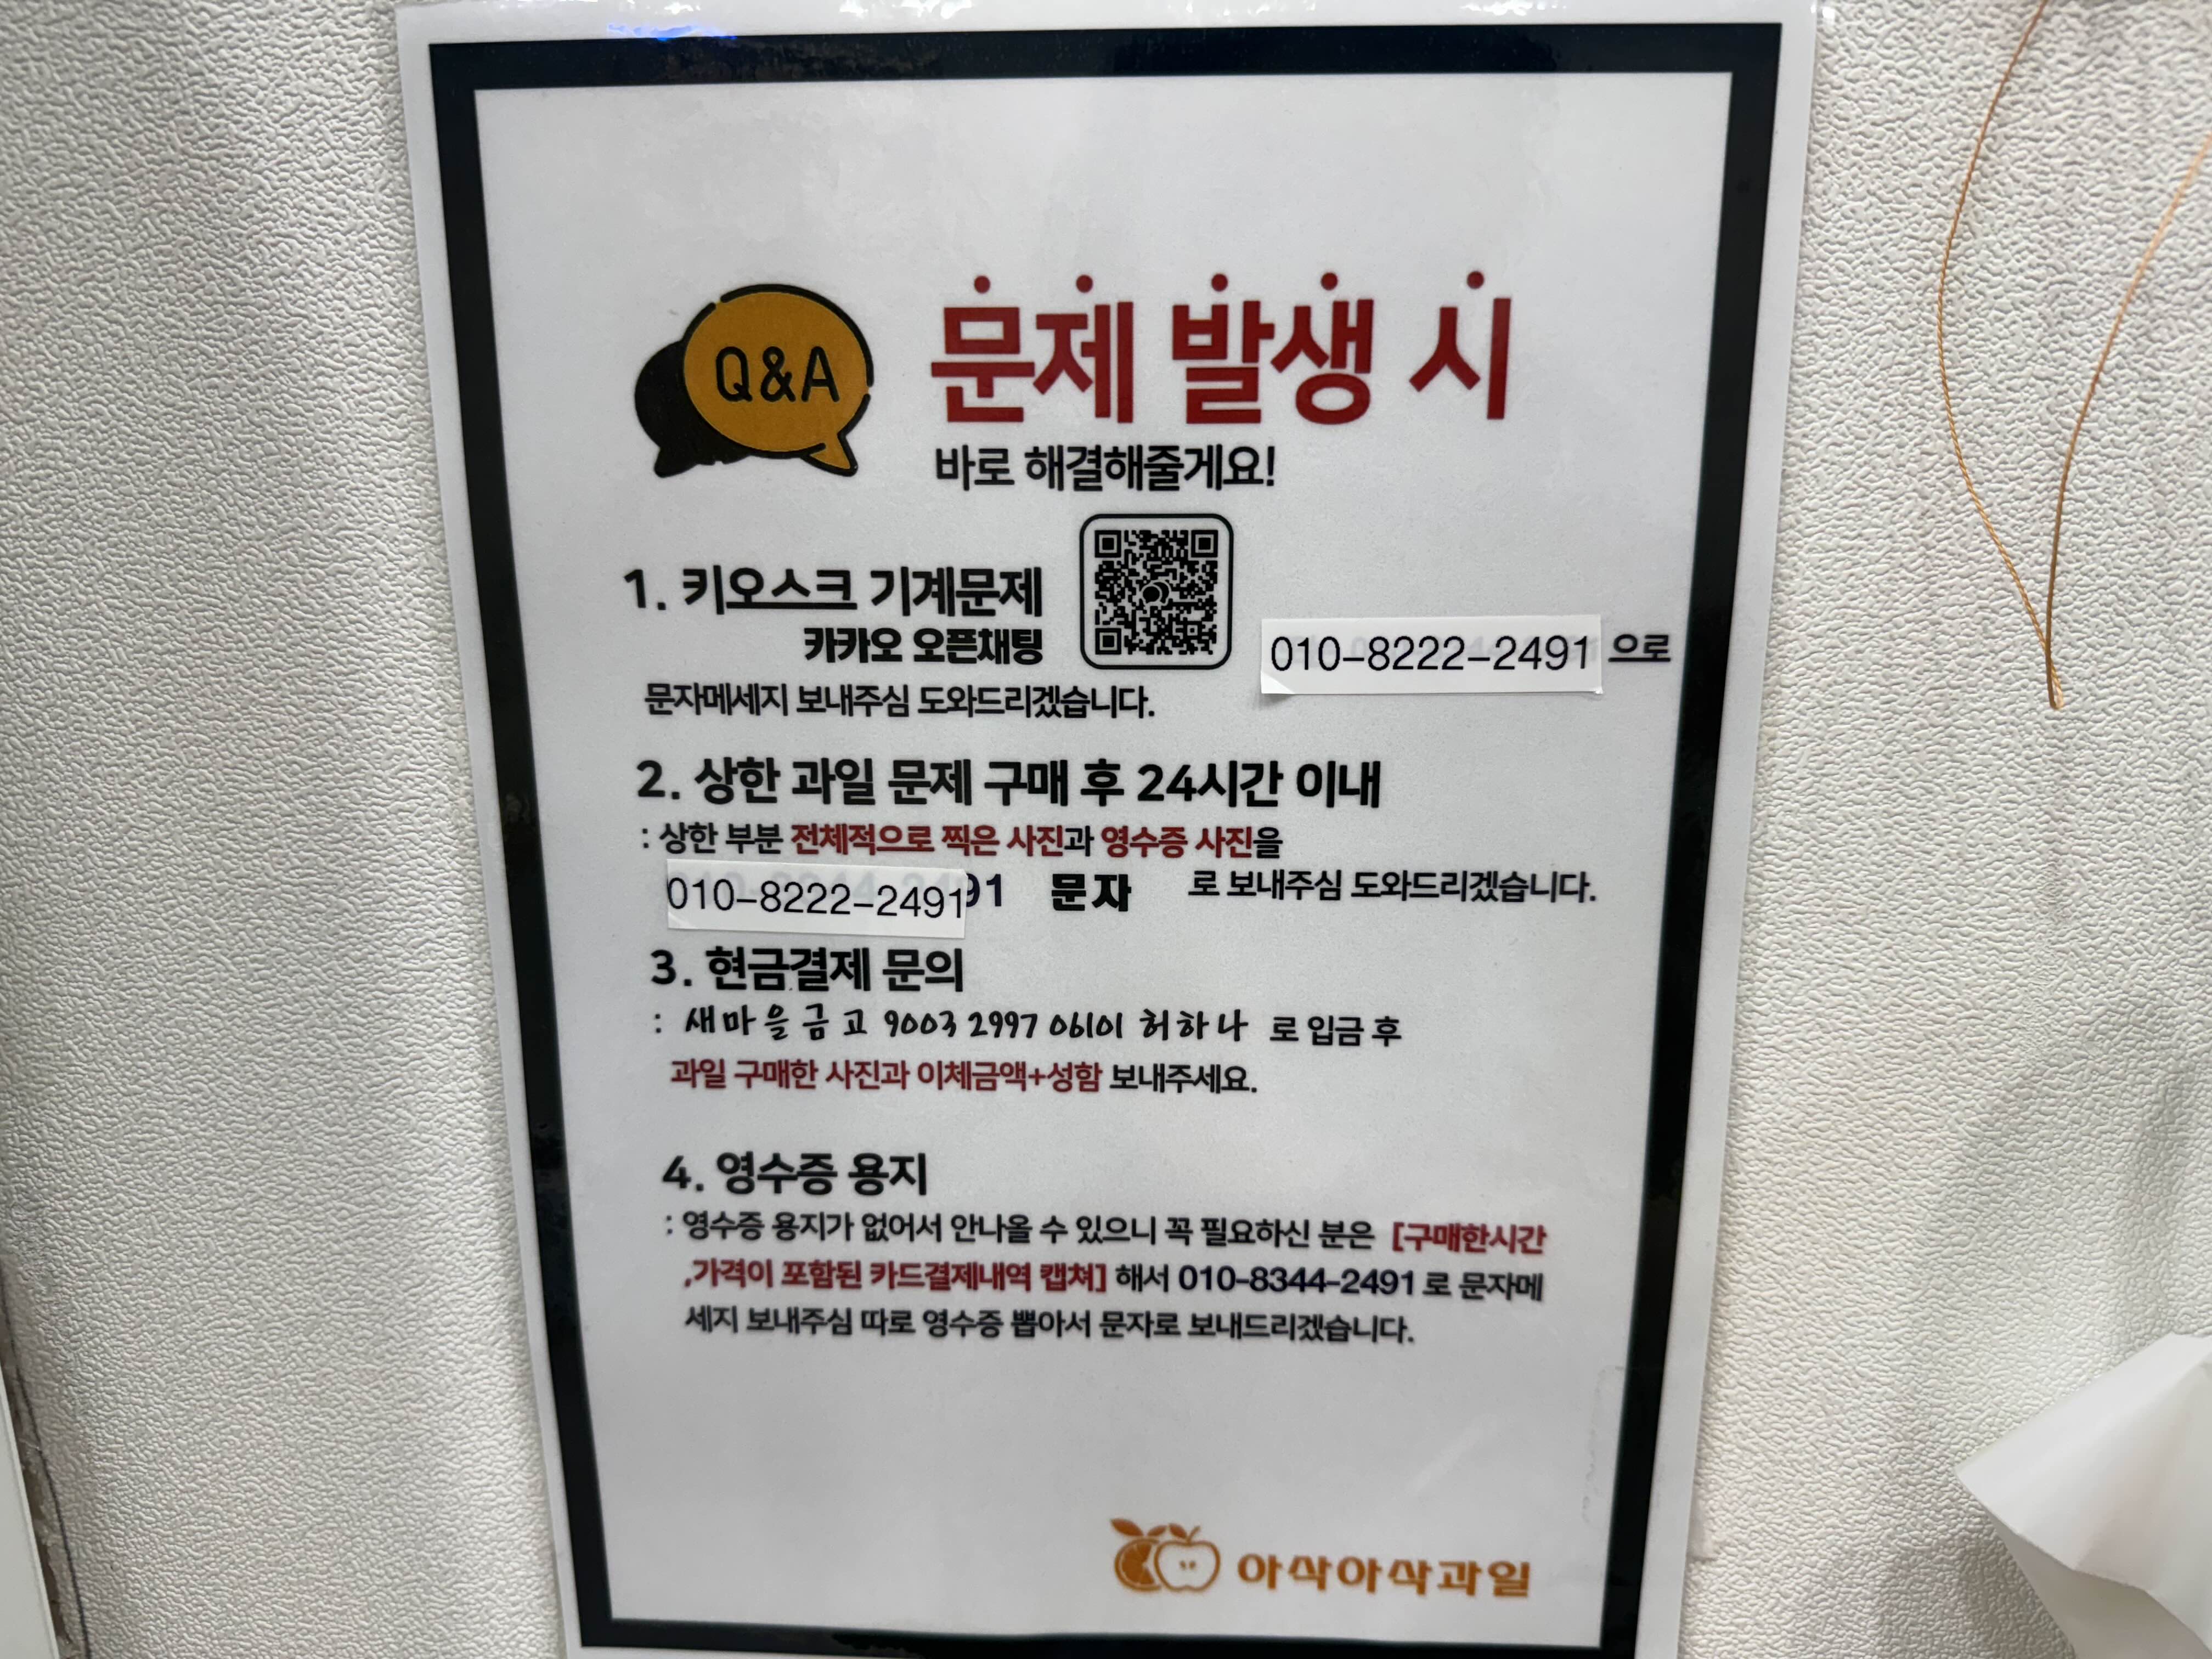 Q&A
문제 발생 시
바로 해결해줄게요!
1. 키오스크 기계문제
카카오 오픈채팅
010-8222-2491 으로
문자메세지 보내주심 도와드리겠습니다.
2. 상한 과일 문제 구매 후 24시간 이내
: 상한 부분 전체적으로 찍은 사진과 영수증 사진을
010-8222-2491 91 문자 로 보내주심 도와드리겠습니다.
3. 현금결제 문의
: 새마을금고 9003 2997 06101 허하나 로 입금 후
과일 구매한 사진과 이체금액+성함 보내주세요.
4. 영수증 용지
: 영수증 용지가 없어서 안나올 수 있으니 꼭 필요하신 분은 [구매한시간
,가격이 포함된 카드결제내역 캡쳐] 해서 010-8344-2491 로 문자메
세지 보내주심 따로 영수증 뽑아서 문자로 보내드리겠습니다.
아삭아삭과일